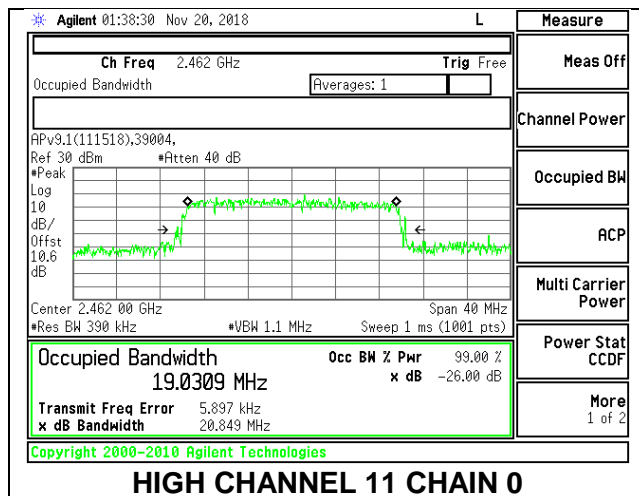 Agilent 01:38:30 Nov 20, 2018 L Measure
Ch Freq 2.462 GHz Trig Free
Occupied Bandwidth Averages: 1
APv9.1(111518),39004,
Ref 30 dBm #Atten 40 dB
#Peak
Log
10
dB/
Offst
10.6
dB
Center 2.462 00 GHz Span 40 MHz
#Res BW 390 kHz #VBW 1.1 MHz Sweep 1 ms (1001 pts)
Occupied Bandwidth Occ BW % Pwr 99.00 %
19.0309 MHz x dB -26.00 dB
Transmit Freq Error 5.897 kHz
x dB Bandwidth 20.849 MHz
Copyright 2000-2010 Agilent Technologies
Meas Off
Channel Power
Occupied BW
ACP
Multi Carrier
Power
Power Stat
CCDF
More
1 of 2
HIGH CHANNEL 11 CHAIN 0